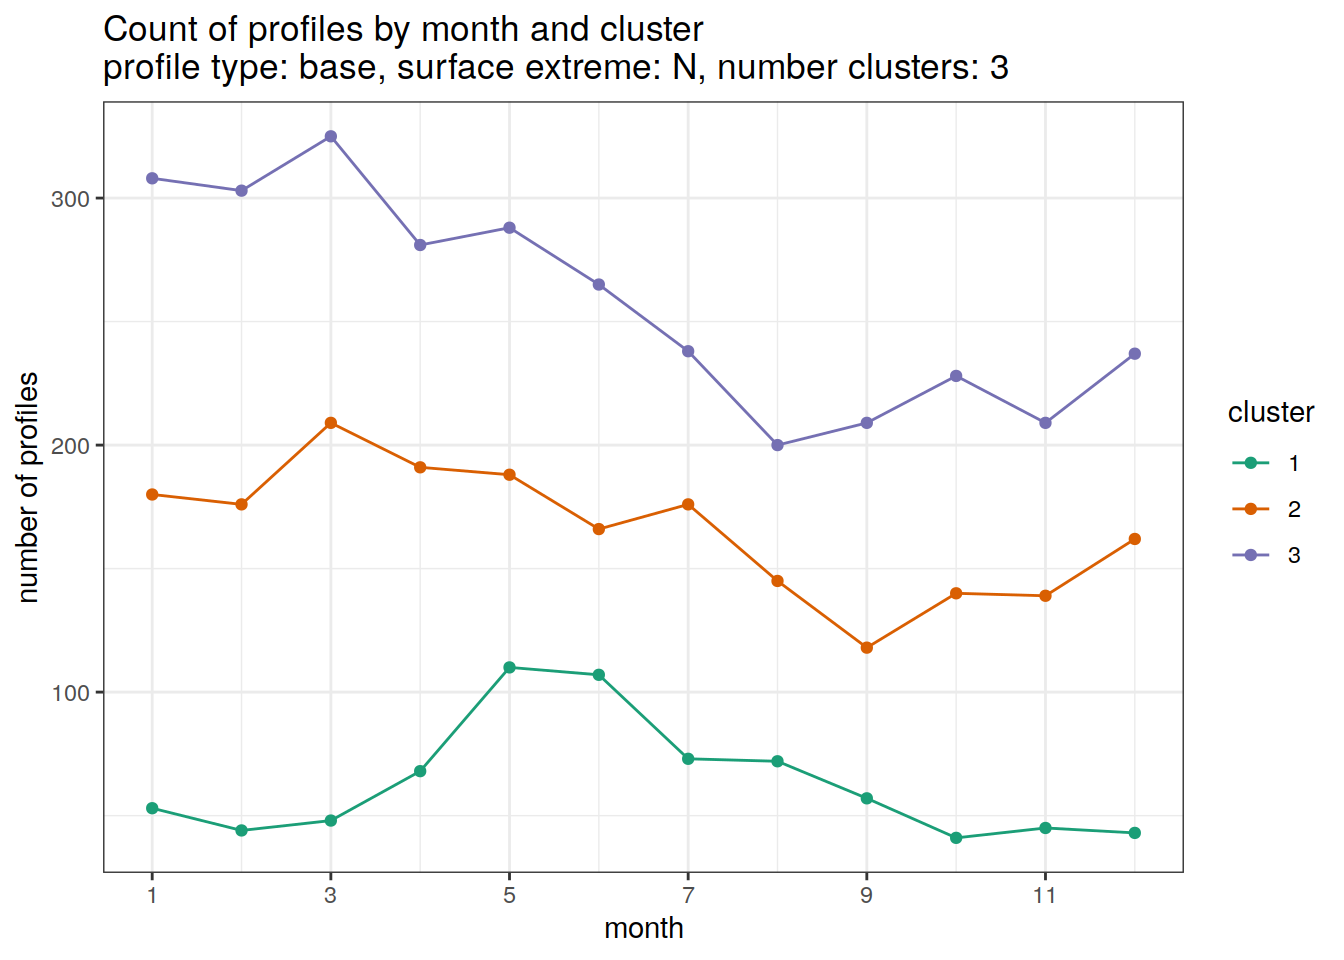 Count of profiles by month and cluster
profile type: base, surface extreme: N, number clusters: 3
300
200
100
number of profiles
1 3 5 7 9 11
month
cluster
1
2
3